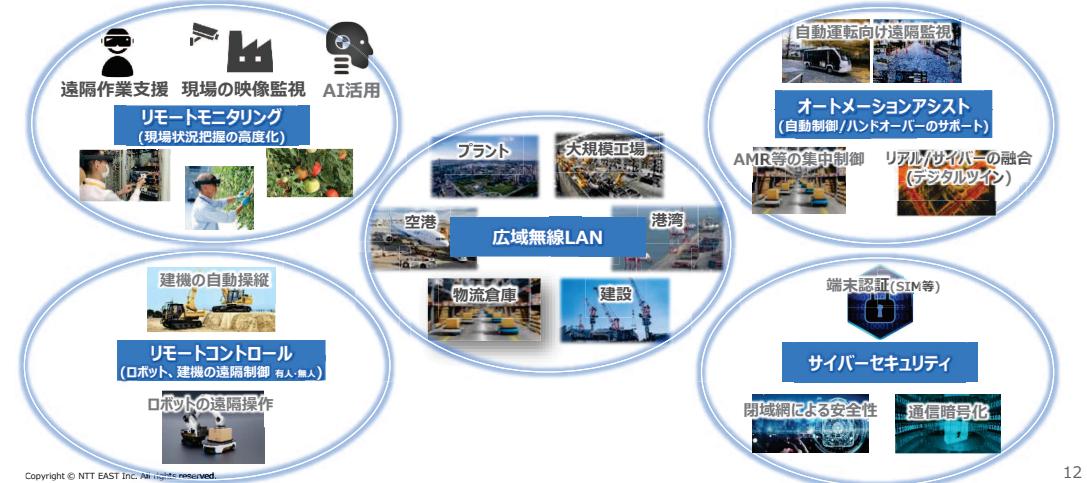 遠隔作業支援 現場の映像監視 AI活用
リモートモニタリング
(現場状況把握の高度化)
自動運転向け遠隔監視
オートメーションアシスト
(自動制御/ハンドオーバーのサポート)
AMR等の集中制御
リアル/サイバーの融合
(デジタルツイン)
プラント
大規模工場
空港
広域無線LAN
港湾
物流倉庫
建設
建機の自動操縦
リモートコントロール
(ロボット、建機の遠隔制御 有人・無人)
ロボットの遠隔操作
端末認証(SIM等)
サイバーセキュリティ
閉域網による安全性
通信暗号化
Copyright © NTT EAST Inc. All rights reserved.
12